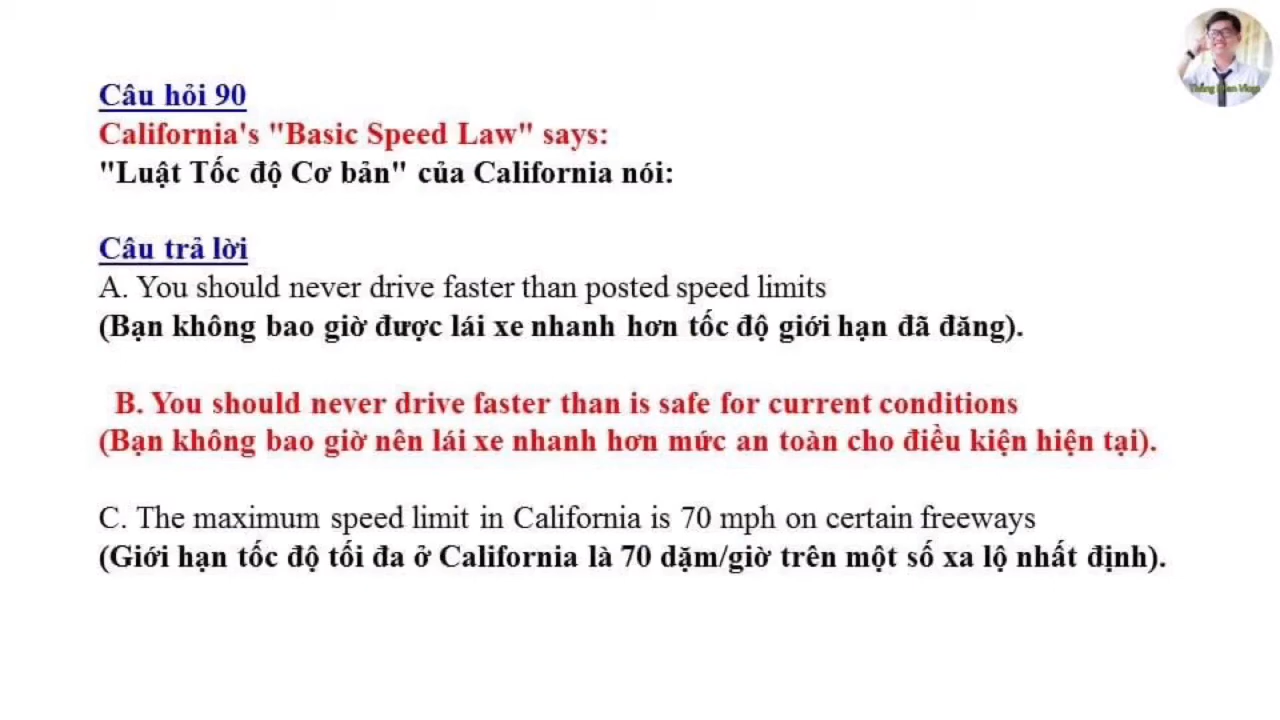 Câu hỏi 90
California's "Basic Speed Law" says:
"Luật Tốc độ Cơ bản" của California nói:
Câu trả lời
A. You should never drive faster than posted speed limits
(Bạn không bao giờ được lái xe nhanh hơn tốc độ giới hạn đã đăng).
B. You should never drive faster than is safe for current conditions
(Bạn không bao giờ nên lái xe nhanh hơn mức an toàn cho điều kiện hiện tại).
C. The maximum speed limit in California is 70 mph on certain freeways
(Giới hạn tốc độ tối đa ở California là 70 dặm/giờ trên một số xa lộ nhất định).